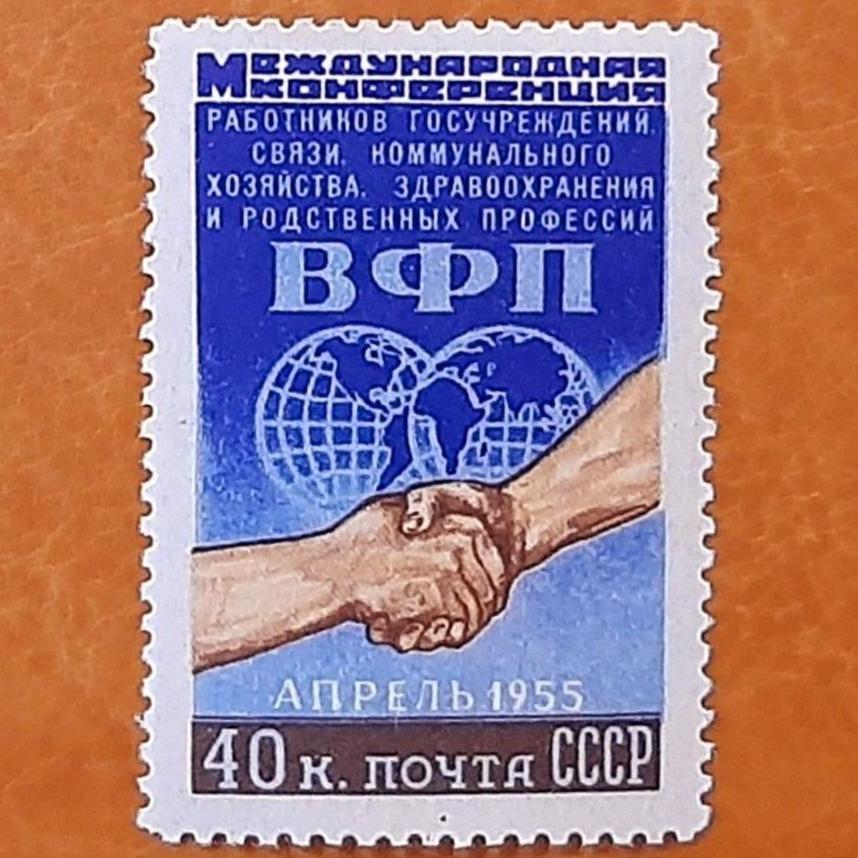 Международная
конференция
РАБОТНИКОВ ГОСУЧРЕЖДЕНИЙ,
СВЯЗИ, КОММУНАЛЬНОГО
ХОЗЯЙСТВА, ЗДРАВООХРАНЕНИЯ
И РОДСТВЕННЫХ ПРОФЕССИЙ
ВФП
АПРЕЛЬ 1955
40 к. ПОЧТА СССР